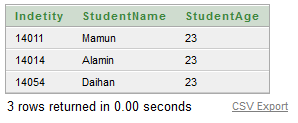 Indetity StudentName StudentAge
14011 Mamun 23
14014 Alamin 23
14054 Daihan 23
3 rows returned in 0.00 seconds CSV Export